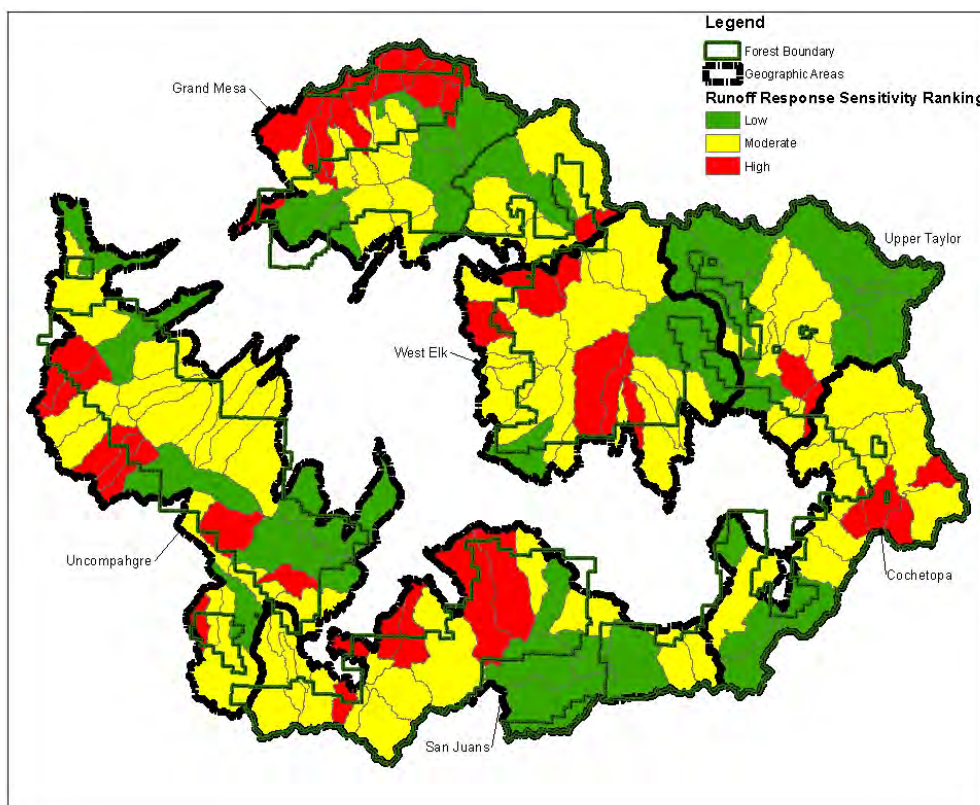 Legend
Forest Boundary
Geographic Areas
Runoff Response Sensitivity Ranking
Low
Moderate
High
Grand Mesa
Upper Taylor
West Elk
Uncompahgre
Cochetopa
San Juans